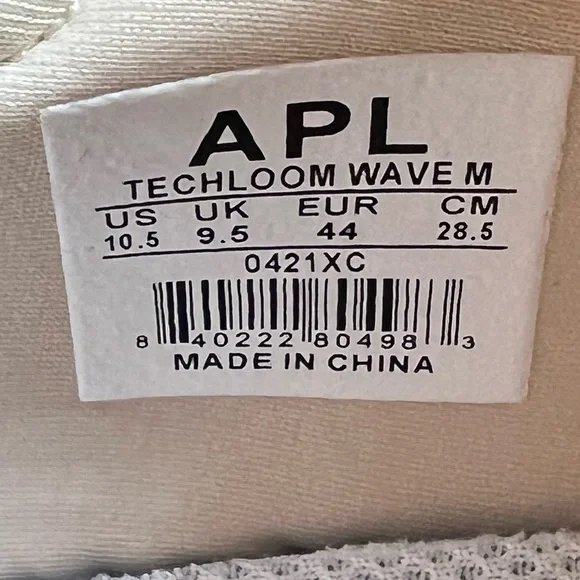 APL
TECHLOOM WAVE M
US UK EUR CM
10.5 9.5 44 28.5
0421XC
8 40222 80498 3
MADE IN CHINA